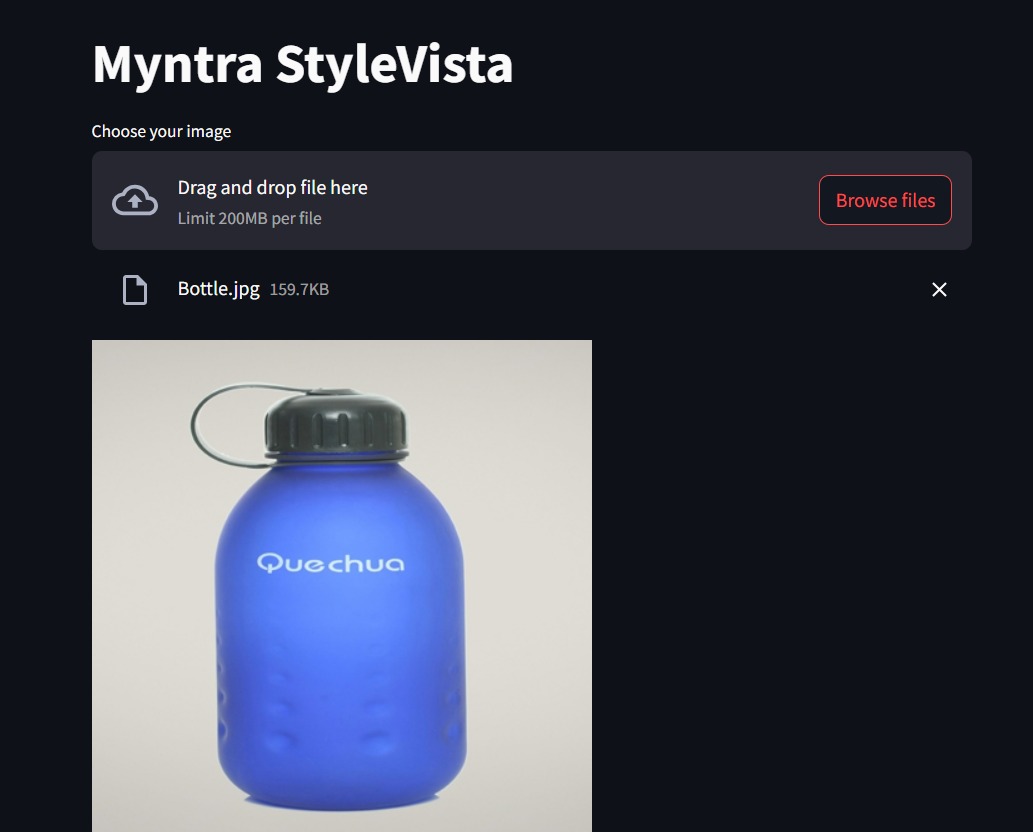 Myntra StyleVista
Choose your image
Drag and drop file here
Limit 200MB per file
Browse files
Bottle.jpg 159.7KB
Quechua